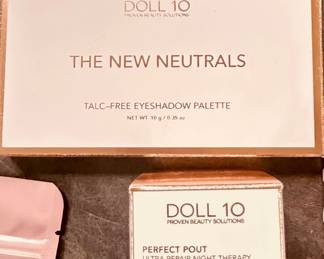 DOLL 10
PROVEN BEAUTY SOLUTIONS
THE NEW NEUTRALS
TALC-FREE EYESHADOW PALETTE
NET WT. 10 g / 0.35 oz
DOLL 10
PROVEN BEAUTY SOLUTIONS
PERFECT POUT
ULTRA REPAIR NIGHT THERAPY